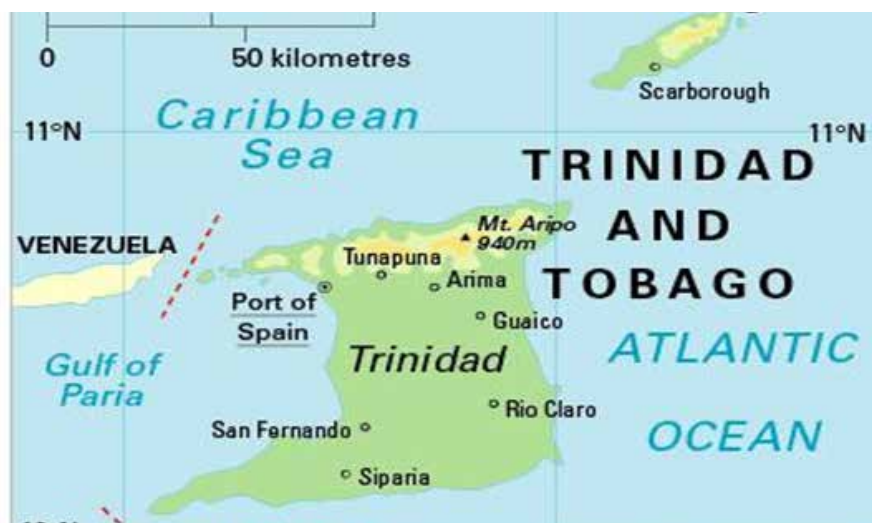 0
50 kilometres
Scarborough
11°N
11°N
Caribbean
Sea
TRINIDAD
AND
TOBAGO
Mt. Aripo
940m
VENEZUELA
Tunapuna
Arima
Port of
Spain
Guaico
Trinidad
ATLANTIC
OCEAN
Gulf of
Paria
Rio Claro
San Fernando
Siparia